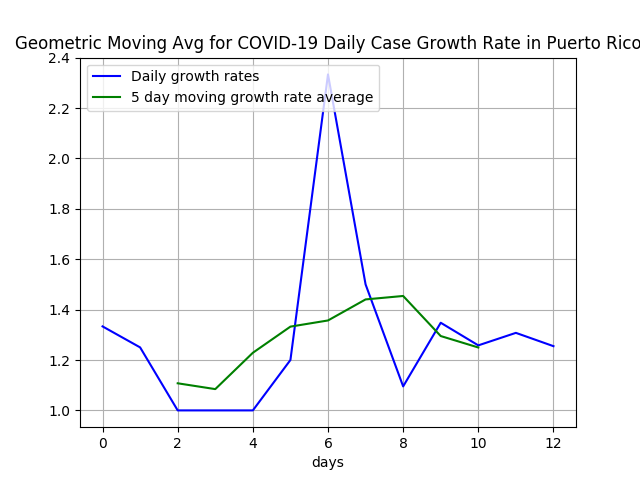 Geometric Moving Avg for COVID-19 Daily Case Growth Rate in Puerto Rico
Daily growth rates
5 day moving growth rate average
2.4
2.2
2.0
1.8
1.6
1.4
1.2
1.0
0 2 4 6 8 10 12
days